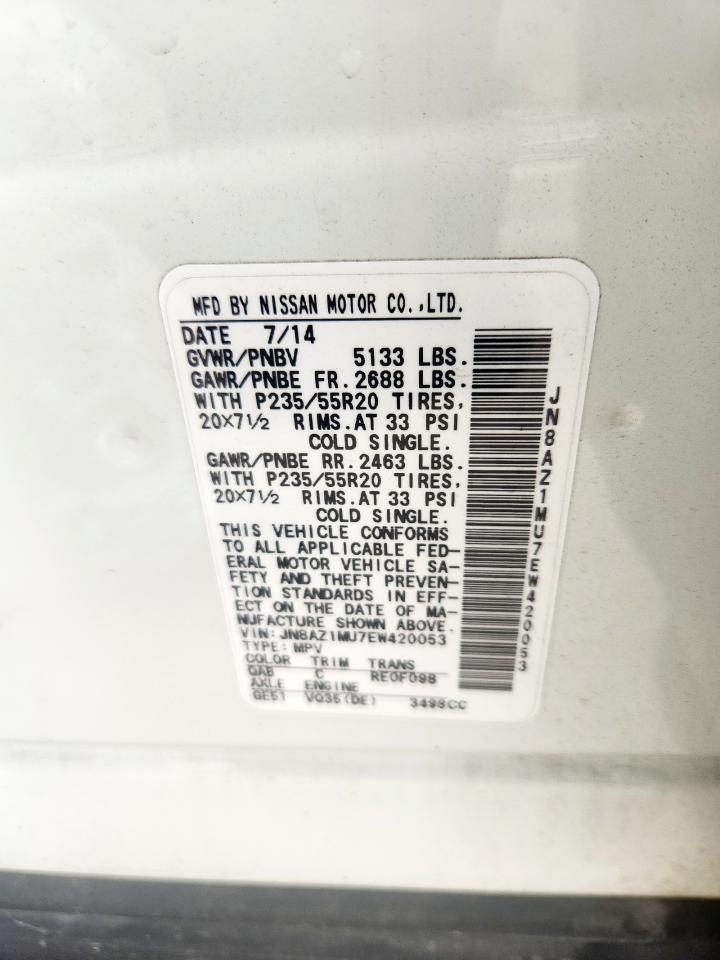 MFD BY NISSAN MOTOR CO.,LTD.
DATE 7/14
GVWR/PNBV 5133 LBS.
GAWR/PNBE FR. 2688 LBS.
WITH P235/55R20 TIRES,
20X7½ RIMS. AT 33 PSI
COLD SINGLE.
GAWR/PNBE RR. 2463 LBS.
WITH P235/55R20 TIRES,
20X7½ RIMS. AT 33 PSI
COLD SINGLE.
THIS VEHICLE CONFORMS
TO ALL APPLICABLE FED-
ERAL MOTOR VEHICLE SA-
FETY AND THEFT PREVEN-
TION STANDARDS IN EFF-
ECT ON THE DATE OF MA-
NUFACTURE SHOWN ABOVE.
VIN: JN8AZ1MU7EW420053
TYPE: MPV
COLOR TRIM TRANS
QAB C RE0F09B
AXLE ENGINE
GE51 VQ35(DE) 3498CC
JN8AZ1MU7EW420053